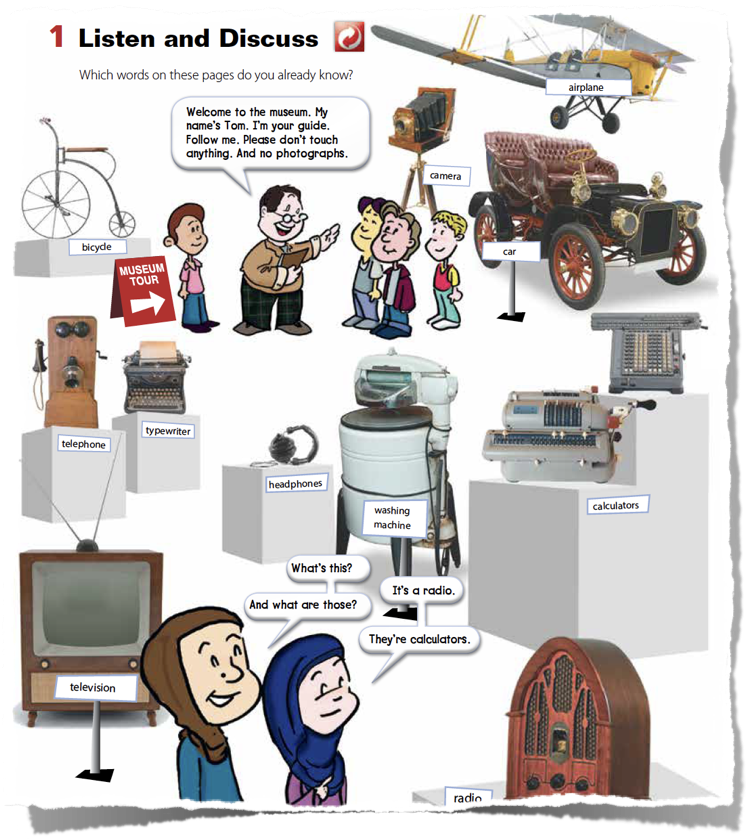 1 Listen and Discuss
Which words on these pages do you already know?
airplane
Welcome to the museum. My
name's Tom. I'm your guide.
Follow me. Please don't touch
anything. And no photographs.
camera
bicycle
car
MUSEUM
TOUR
telephone
typewriter
headphones
washing
machine
calculators
What's this?
It's a radio.
And what are those?
They're calculators.
television
radio